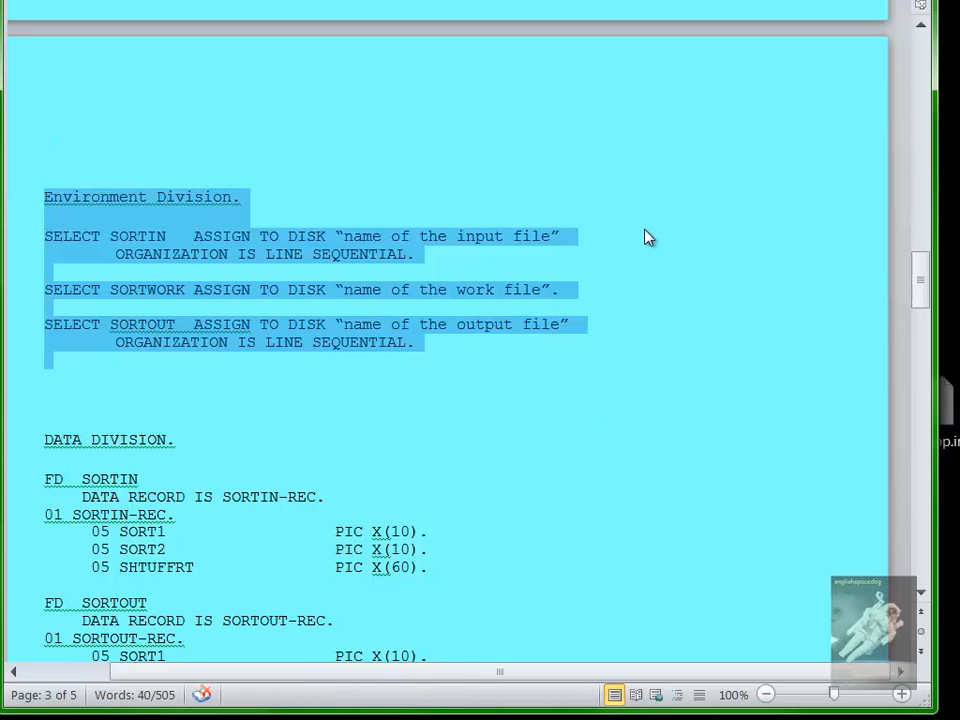 Environment Division.
SELECT SORTIN   ASSIGN TO DISK “name of the input file”
ORGANIZATION IS LINE SEQUENTIAL.
SELECT SORTWORK ASSIGN TO DISK “name of the work file”.
SELECT SORTOUT  ASSIGN TO DISK “name of the output file”
ORGANIZATION IS LINE SEQUENTIAL.
DATA DIVISION.
FD  SORTIN
DATA RECORD IS SORTIN-REC.
01 SORTIN-REC.
05 SORT1                  PIC X(10).
05 SORT2                  PIC X(10).
05 SHTUFFRT               PIC X(60).
FD  SORTOUT
DATA RECORD IS SORTOUT-REC.
01 SORTOUT-REC.
05 SORT1                  PIC X(10).
englishspacedog
Page: 3 of 5
Words: 40/505
100%